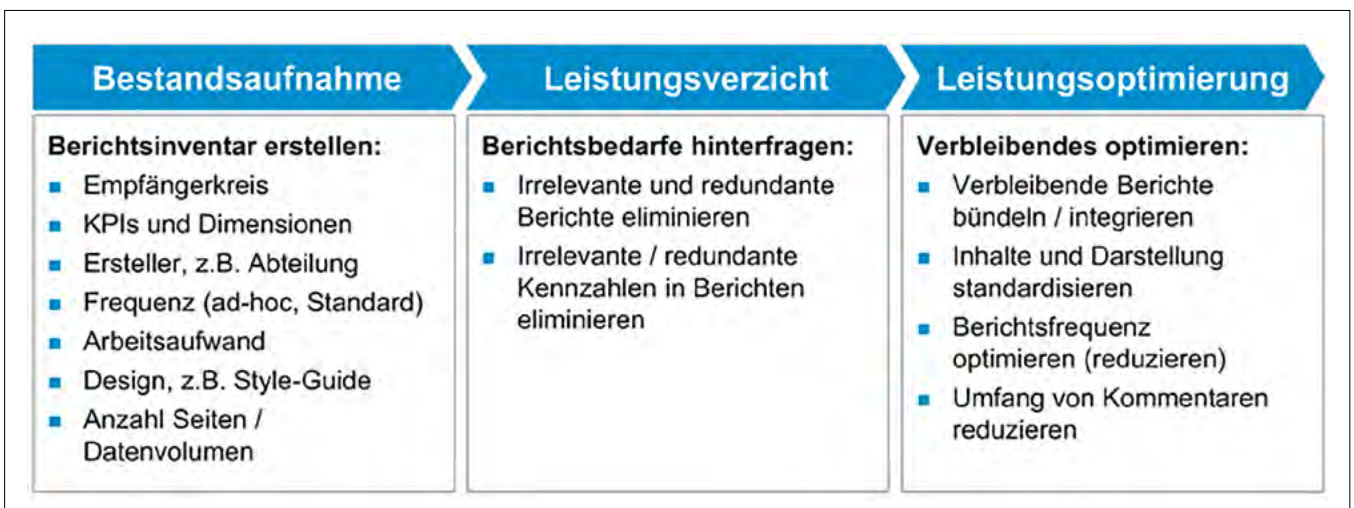 Bestandsaufnahme
Berichtsinventar erstellen:
Empfängerkreis
KPIs und Dimensionen
Ersteller, z.B. Abteilung
Frequenz (ad-hoc, Standard)
Arbeitsaufwand
Design, z.B. Style-Guide
Anzahl Seiten /
Datenvolumen
Leistungsverzicht
Berichtsbedarfe hinterfragen:
Irrelevante und redundante
Berichte eliminieren
Irrelevante / redundante
Kennzahlen in Berichten
eliminieren
Leistungsoptimierung
Verbleibendes optimieren:
Verbleibende Berichte
bündeln / integrieren
Inhalte und Darstellung
standardisieren
Berichtsfrequenz
optimieren (reduzieren)
Umfang von Kommentaren
reduzieren